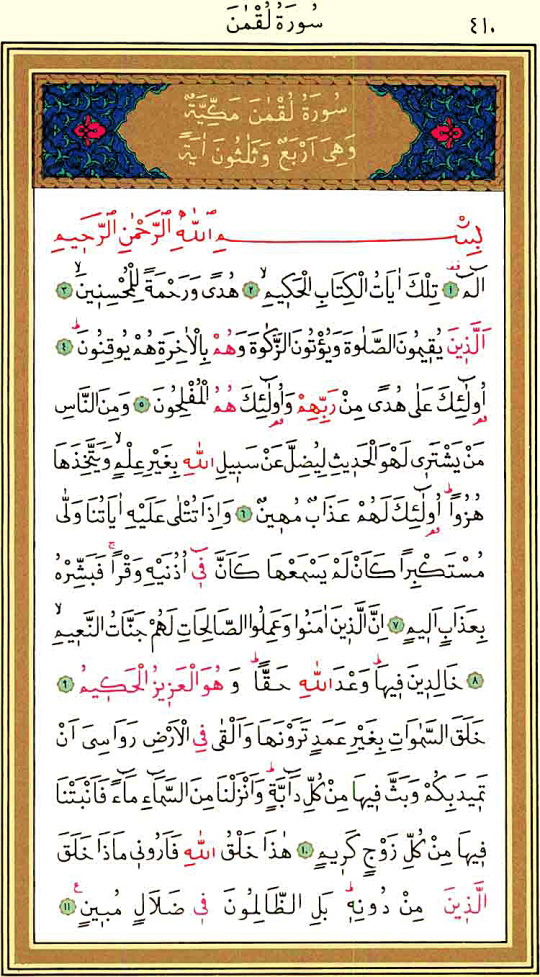 سُورَةُ لُقْمٰنَ ٤١٠
سُورَةُ لُقْمٰنَ مَكِّيَّةٌ
وَهِيَ اَرْبَعٌ وَثَلٰثُونَ اٰيَةً
بِسْمِ اللّٰهِ الرَّحْمٰنِ الرَّحٖيمِ
الٓمٓ ١ تِلْكَ اٰيَاتُ الْكِتَابِ الْحَكٖيمِۙ ٢ هُدًى وَرَحْمَةً لِلْمُحْسِنٖينَۙ ٣
اَلَّذٖينَ يُقٖيمُونَ الصَّلٰوةَ وَيُؤْتُونَ الزَّكٰوةَ وَهُمْ بِالْاٰخِرَةِ هُمْ يُوقِنُونَؕ ٤
اُو۬لٰٓئِكَ عَلٰى هُدًى مِنْ رَبِّهِمْ وَاُو۬لٰٓئِكَ هُمُ الْمُفْلِحُونَ ٥ وَمِنَ النَّاسِ
مَنْ يَشْتَرٖي لَهْوَ الْحَدٖيثِ لِيُضِلَّ عَنْ سَبٖيلِ اللّٰهِ بِغَيْرِ عِلْمٍۙ وَيَتَّخِذَهَا
هُزُوًاؕ اُو۬لٰٓئِكَ لَهُمْ عَذَابٌ مُهٖينٌ ٦ وَاِذَا تُتْلٰى عَلَيْهِ اٰيَاتُنَا وَلّٰى
مُسْتَكْبِرًا كَاَنْ لَمْ يَسْمَعْهَا كَاَنَّ فٖٓي اُذُنَيْهِ وَقْرًاۚ فَبَشِّرْهُ
بِعَذَابٍ اَلٖيمٍ ٧ اِنَّ الَّذٖينَ اٰمَنُوا وَعَمِلُوا الصَّالِحَاتِ لَهُمْ جَنَّاتُ النَّعٖيمِۙ
٨ خَالِدٖينَ فٖيهَاؕ وَعْدَ اللّٰهِ حَقًّاؕ وَهُوَ الْعَزٖيزُ الْحَكٖيمُ ٩
خَلَقَ السَّمٰوَاتِ بِغَيْرِ عَمَدٍ تَرَوْنَهَا وَاَلْقٰى فِي الْاَرْضِ رَوَاسِيَ اَنْ
تَمٖيدَ بِكُمْ وَبَثَّ فٖيهَا مِنْ كُلِّ دَٓابَّةٍؕ وَاَنْزَلْنَا مِنَ السَّمَٓاءِ مَٓاءً فَاَنْبَتْنَا
فٖيهَا مِنْ كُلِّ زَوْجٍ كَرٖيمٍ ١٠ هٰذَا خَلْقُ اللّٰهِ فَاَرُونٖي مَاذَا خَلَقَ
الَّذٖينَ مِنْ دُونِهٖؕ بَلِ الظَّالِمُونَ فٖي ضَلَالٍ مُبٖينٍ ١١ ع